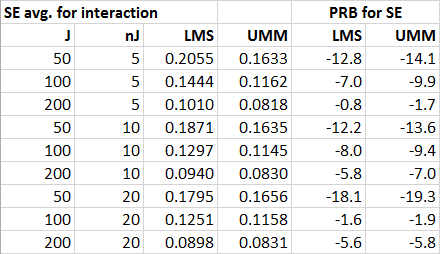 SE avg. for interaction PRB for SE
J nJ LMS UMM LMS UMM
50 5 0.2055 0.1633 -12.8 -14.1
100 5 0.1444 0.1162 -7.0 -9.9
200 5 0.1010 0.0818 -0.8 -1.7
50 10 0.1871 0.1635 -12.2 -13.6
100 10 0.1297 0.1145 -8.0 -9.4
200 10 0.0940 0.0830 -5.8 -7.0
50 20 0.1795 0.1656 -18.1 -19.3
100 20 0.1251 0.1158 -1.6 -1.9
200 20 0.0898 0.0831 -5.6 -5.8